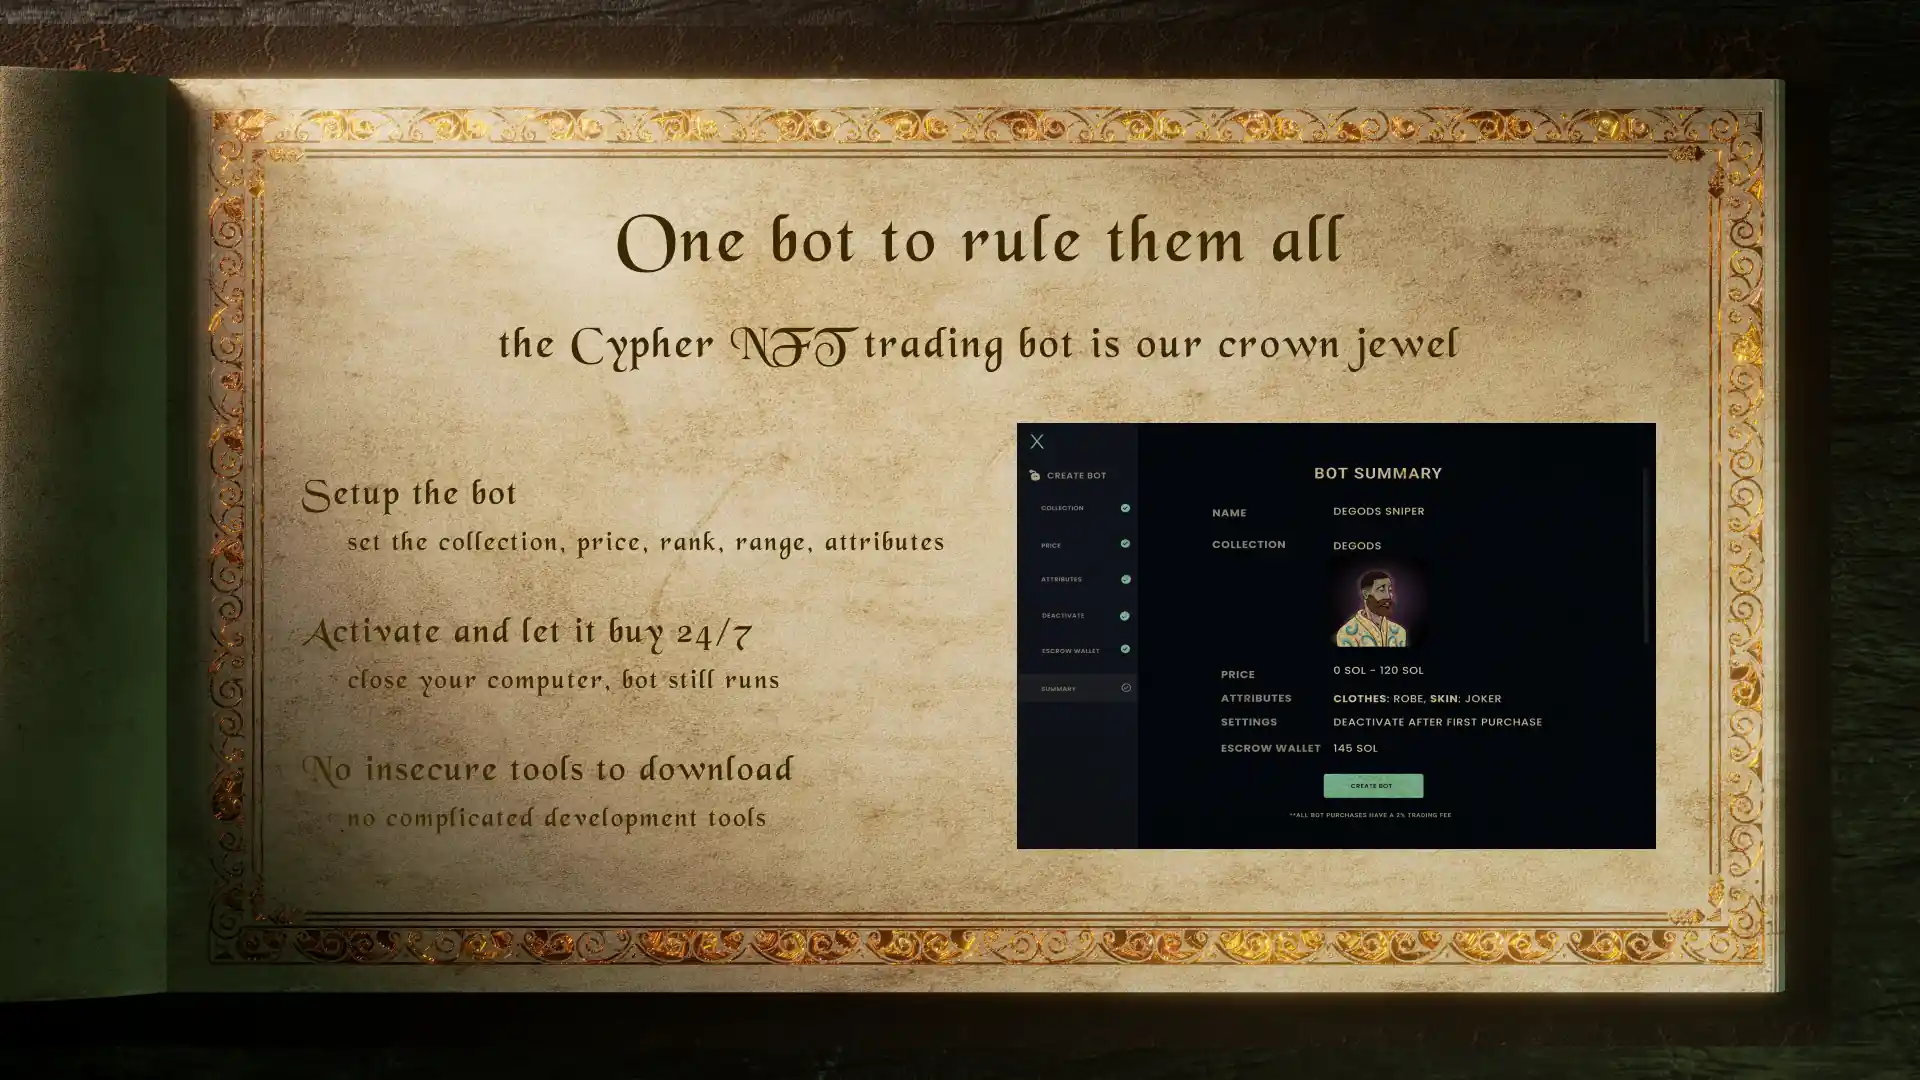 One bot to rule them all
the Cypher NFT trading bot is our crown jewel
Setup the bot
set the collection, price, rank, range, attributes
Activate and let it buy 24/7
close your computer, bot still runs
No insecure tools to download
no complicated development tools
X
CREATE BOT
COLLECTION
PRICE
ATTRIBUTES
DEACTIVATE
ESCROW WALLET
SUMMARY
BOT SUMMARY
NAME DEGODS SNIPER
COLLECTION DEGODS
PRICE 0 SOL - 120 SOL
ATTRIBUTES CLOTHES: ROBE, SKIN: JOKER
SETTINGS DEACTIVATE AFTER FIRST PURCHASE
ESCROW WALLET 145 SOL
CREATE BOT
**ALL BOT PURCHASES HAVE A 2% TRADING FEE